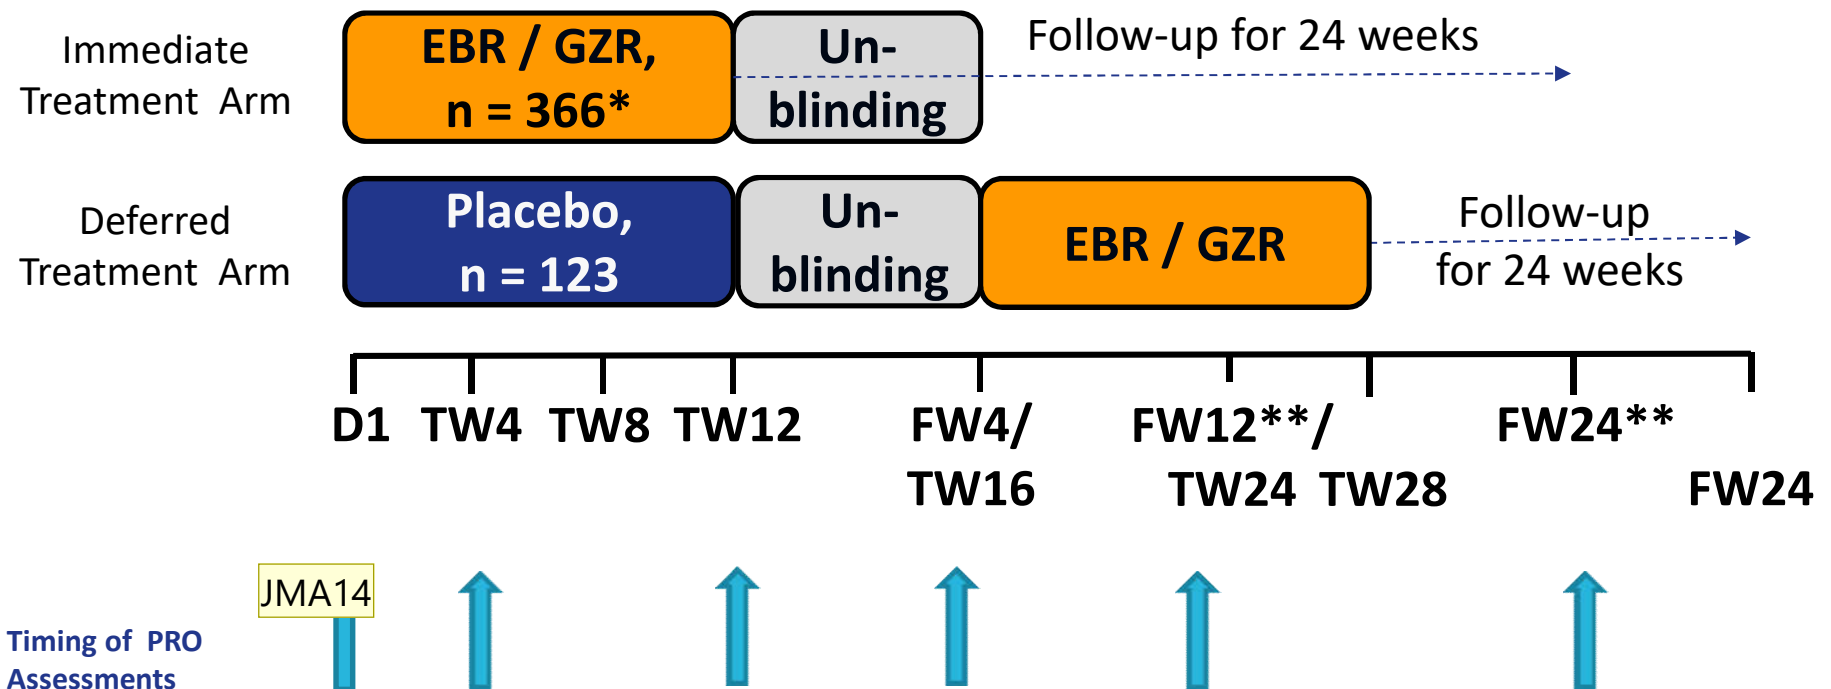 Immediate
Treatment Arm
EBR / GZR,
n = 366*
Un-
blinding
Follow-up for 24 weeks
Deferred
Treatment Arm
Placebo,
n = 123
Un-
blinding
EBR / GZR
Follow-up
for 24 weeks
D1 TW4 TW8 TW12 FW4/ FW12**/ FW24**
TW16 TW24 TW28 FW24
JMA14
Timing of PRO
Assessments